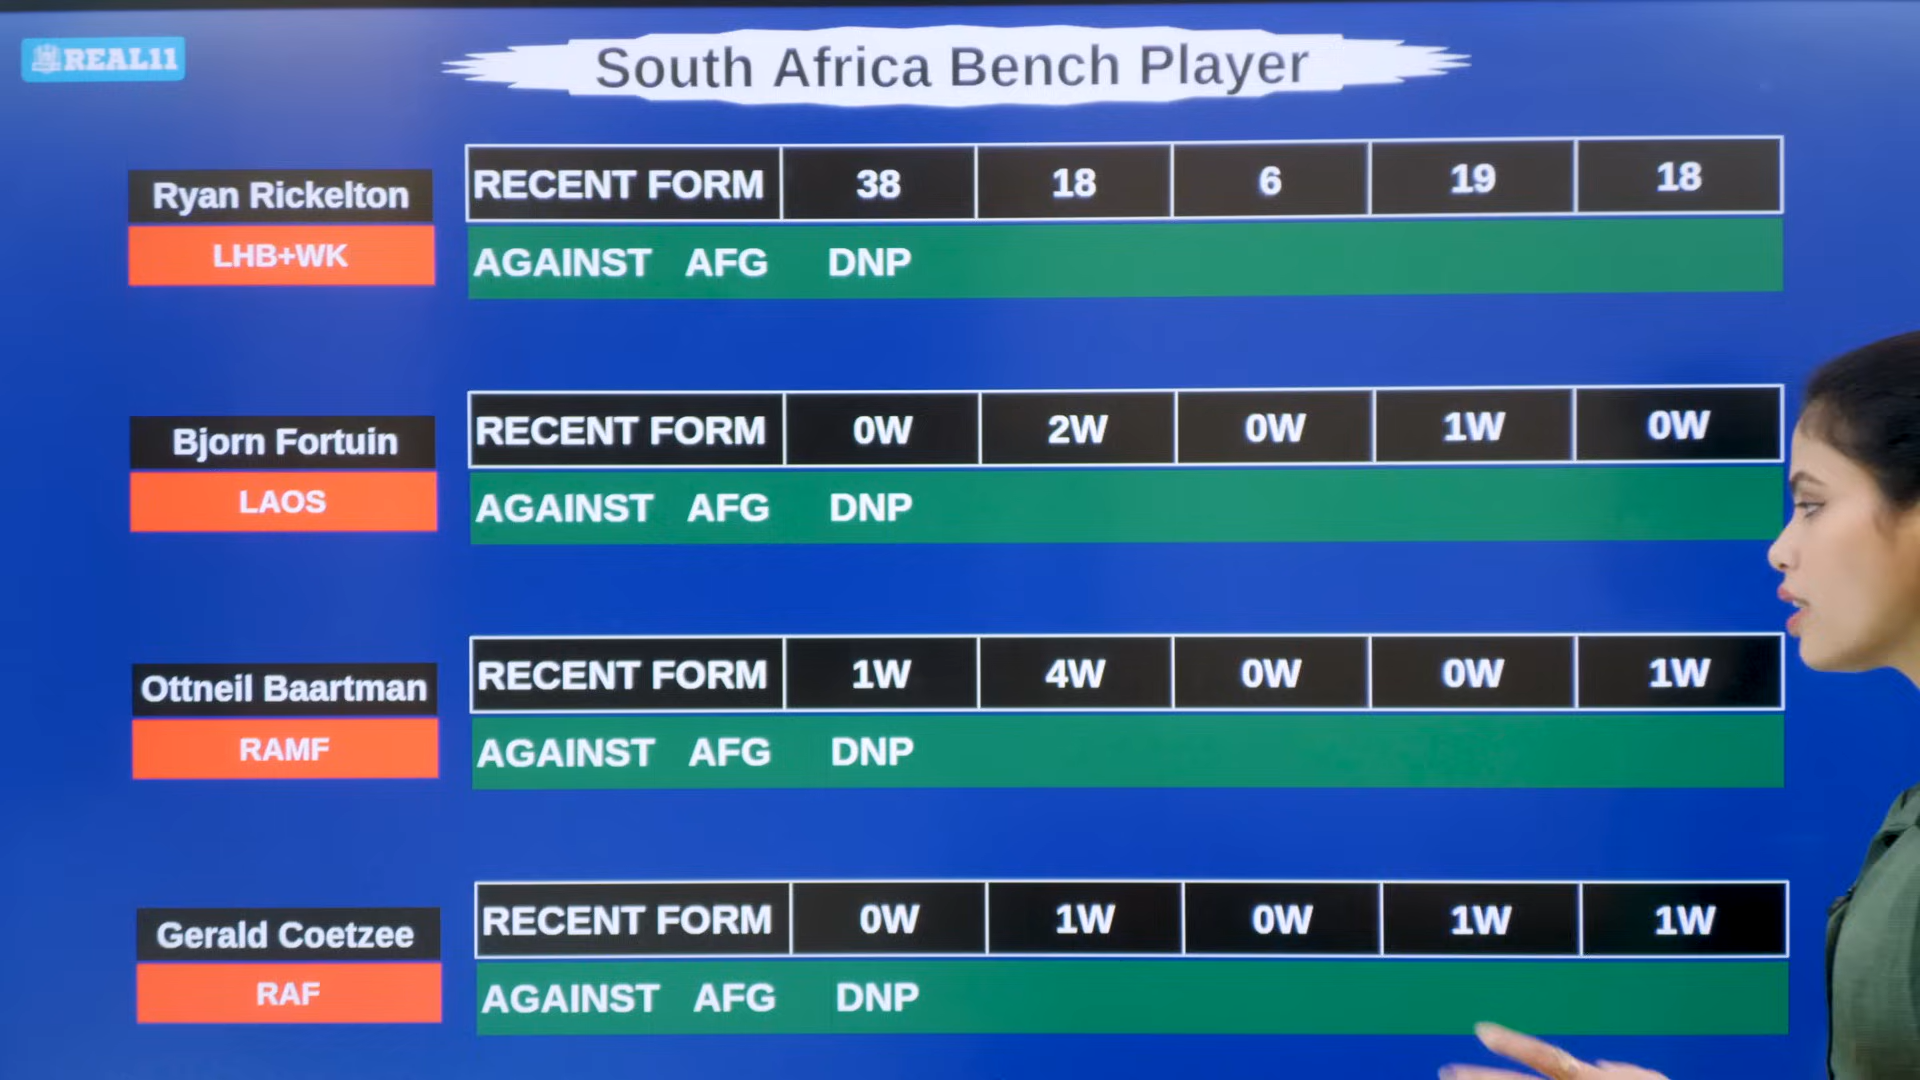 REAL11
South Africa Bench Player
Ryan Rickelton
LHB+WK
RECENT FORM 38 18 6 19 18
AGAINST AFG DNP
Bjorn Fortuin
LAOS
RECENT FORM 0W 2W 0W 1W 0W
AGAINST AFG DNP
Ottneil Baartman
RAMF
RECENT FORM 1W 4W 0W 0W 1W
AGAINST AFG DNP
Gerald Coetzee
RAF
RECENT FORM 0W 1W 0W 1W 1W
AGAINST AFG DNP